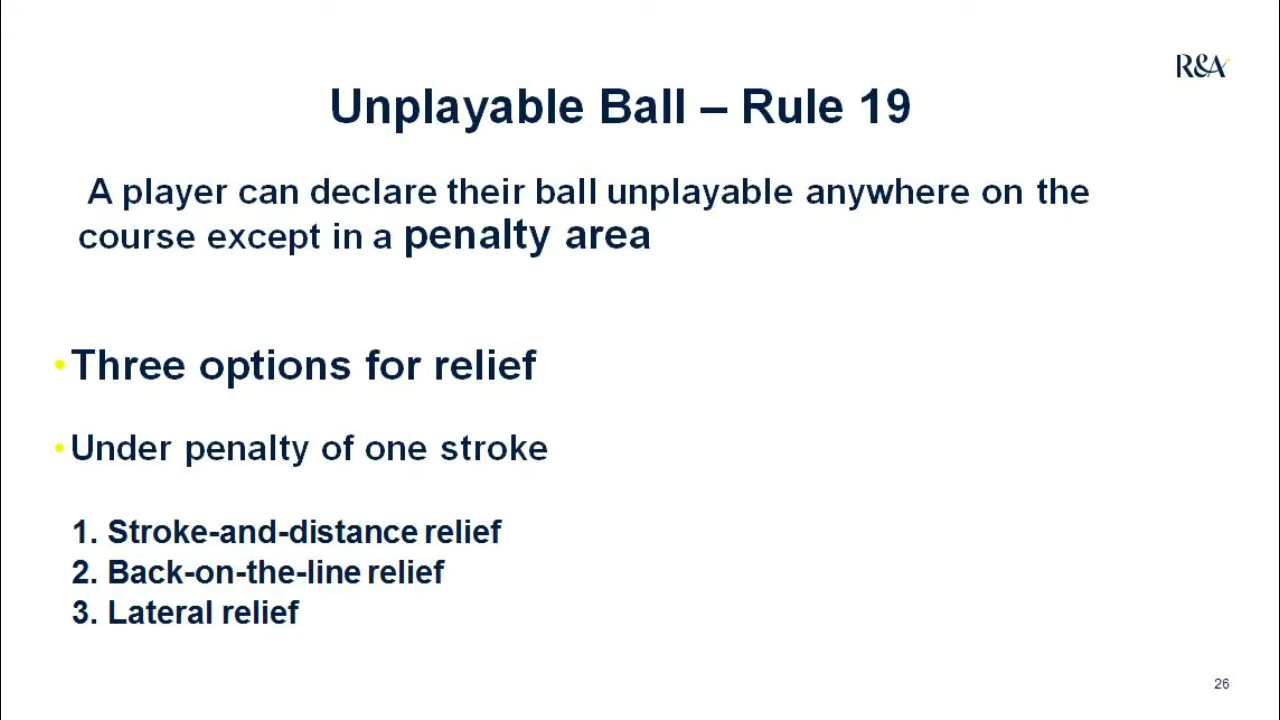 R&A
Unplayable Ball – Rule 19
A player can declare their ball unplayable anywhere on the
course except in a penalty area
• Three options for relief
• Under penalty of one stroke
1. Stroke-and-distance relief
2. Back-on-the-line relief
3. Lateral relief
26